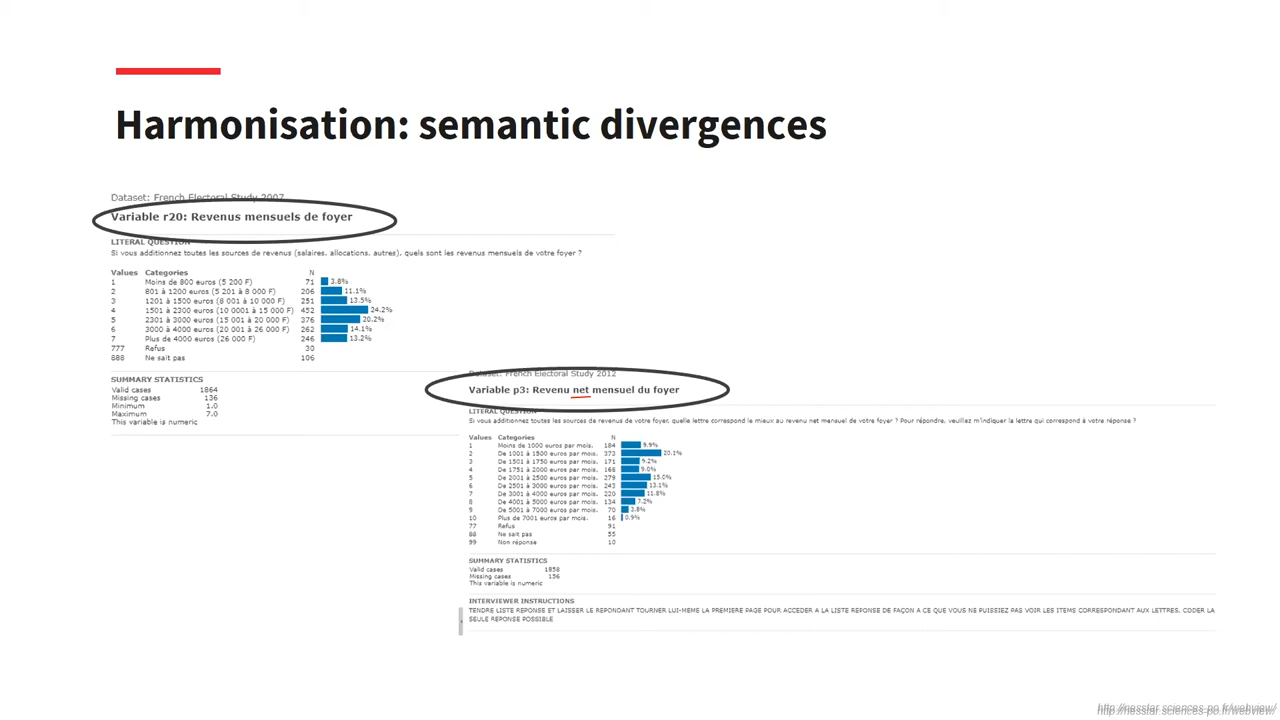 Harmonisation: semantic divergences
Dataset: French Electoral Study 2007
Variable r20: Revenus mensuels de foyer
LITERAL QUESTION
Si vous additionnez toutes les sources de revenus (salaires, allocations, autres), quels sont les revenus mensuels de votre foyer ?
Values Categories N
1 Moins de 800 euros (5 200 F) 71 3.8%
2 801 à 1200 euros (5 201 à 8 000 F) 206 11.1%
3 1201 à 1500 euros (8 001 à 10 000 F) 251 13.5%
4 1501 à 2300 euros (10 0001 à 15 000 F) 452 24.2%
5 2301 à 3000 euros (15 001 à 20 000 F) 376 20.2%
6 3000 à 4000 euros (20 001 à 26 000 F) 262 14.1%
7 Plus de 4000 euros (26 000 F) 246 13.2%
777 Refus 30
888 Ne sait pas 106
SUMMARY STATISTICS
Valid cases 1864
Missing cases 136
Minimum 1.0
Maximum 7.0
This variable is numeric
Dataset: French Electoral Study 2012
Variable p3: Revenu net mensuel du foyer
LITERAL QUESTION
Si vous additionnez toutes les sources de revenus de votre foyer, quelle lettre correspond le mieux au revenu net mensuel de votre foyer ? Pour répondre, veuillez m'indiquer la lettre qui correspond à votre réponse ?
Values Categories N
1 Moins de 1000 euros par mois. 184 9.9%
2 De 1001 à 1500 euros par mois. 373 20.1%
3 De 1501 à 1750 euros par mois. 171 9.2%
4 De 1751 à 2000 euros par mois. 168 9.0%
5 De 2001 à 2500 euros par mois. 279 15.0%
6 De 2501 à 3000 euros par mois. 243 13.1%
7 De 3001 à 4000 euros par mois. 220 11.8%
8 De 4001 à 5000 euros par mois. 134 7.2%
9 De 5001 à 7000 euros par mois. 70 3.8%
10 Plus de 7001 euros par mois. 16 0.9%
77 Refus 91
88 Ne sait pas 55
99 Non réponse 10
SUMMARY STATISTICS
Valid cases 1858
Missing cases 156
This variable is numeric
INTERVIEWER INSTRUCTIONS
TENDRE LISTE REPONSE ET LAISSER LE REPONDANT TOURNER LUI-MEME LA PREMIERE PAGE POUR ACCEDER A LA LISTE REPONSE DE FAÇON A CE QUE VOUS NE PUISSIEZ PAS VOIR LES ITEMS CORRESPONDANT AUX LETTRES. CODER LA
SEULE REPONSE POSSIBLE
http://nesstar.sciences-po.fr/webview/